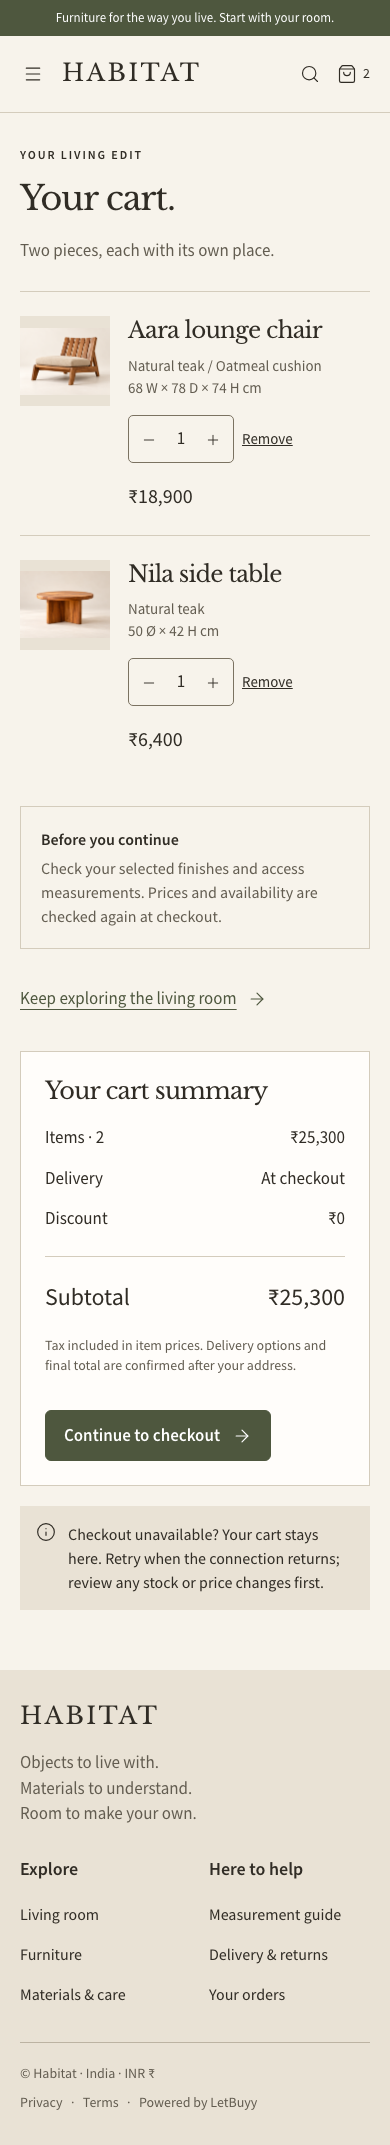 Furniture for the way you live. Start with your room.
HABITAT
2
YOUR LIVING EDIT
Your cart.
Two pieces, each with its own place.
Aara lounge chair
Natural teak / Oatmeal cushion
68 W × 78 D × 74 H cm
− 1 + Remove
₹18,900
Nila side table
Natural teak
50 Ø × 42 H cm
− 1 + Remove
₹6,400
Before you continue
Check your selected finishes and access
measurements. Prices and availability are
checked again at checkout.
Keep exploring the living room →
Your cart summary
Items · 2 ₹25,300
Delivery At checkout
Discount ₹0
Subtotal ₹25,300
Tax included in item prices. Delivery options and
final total are confirmed after your address.
Continue to checkout →
Checkout unavailable? Your cart stays
here. Retry when the connection returns;
review any stock or price changes first.
HABITAT
Objects to live with.
Materials to understand.
Room to make your own.
Explore
Living room
Furniture
Materials & care
Here to help
Measurement guide
Delivery & returns
Your orders
© Habitat · India · INR ₹
Privacy · Terms · Powered by LetBuyy